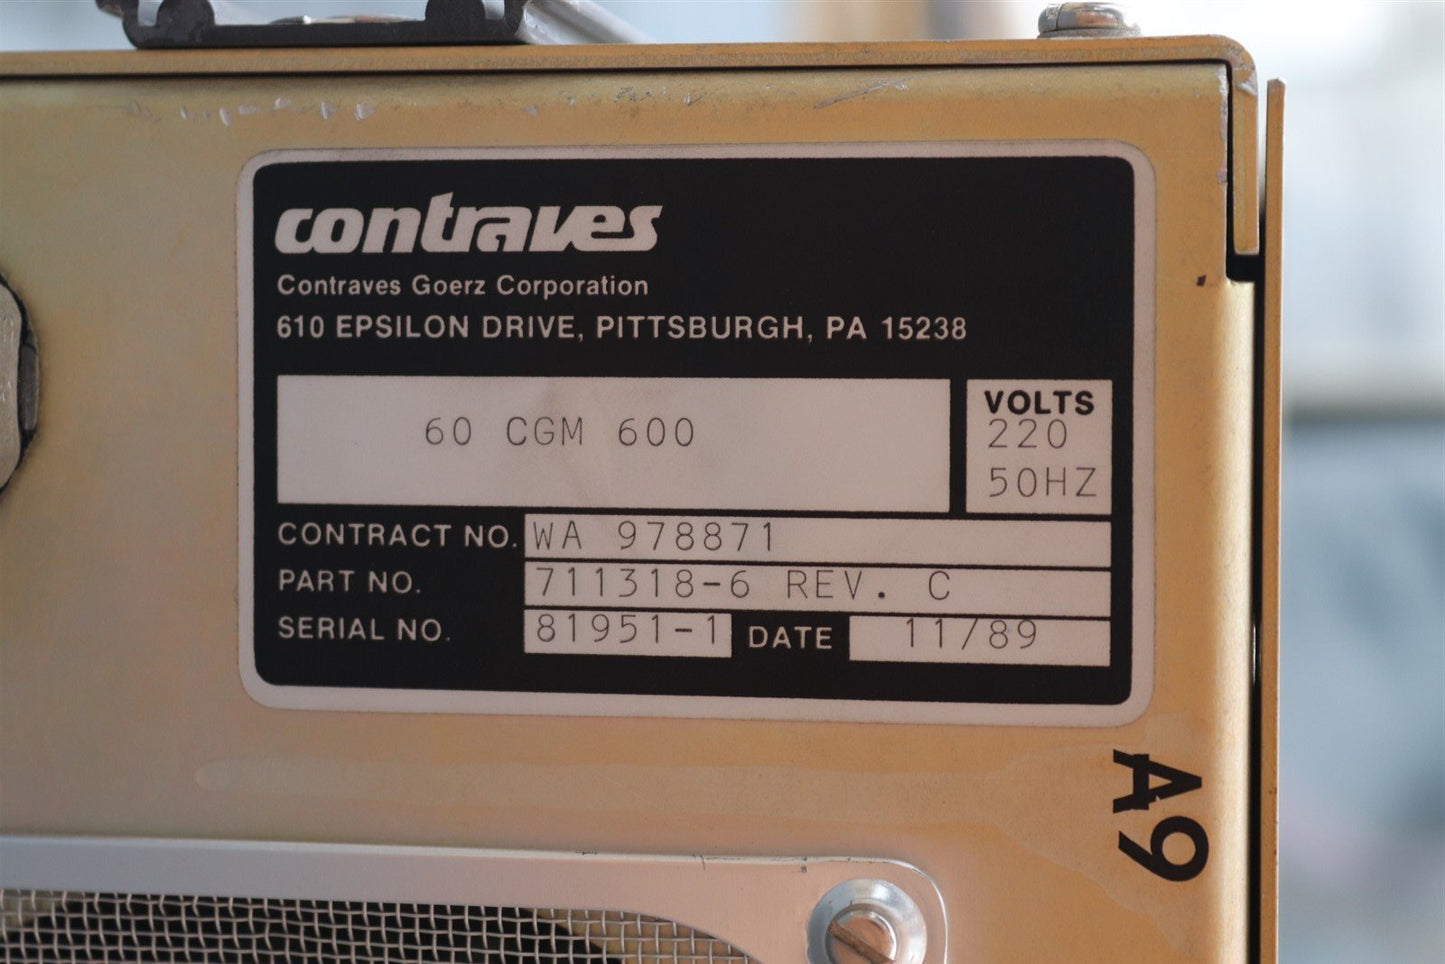 contraves
Contraves Goerz Corporation
610 EPSILON DRIVE, PITTSBURGH, PA 15238
60 CGM 600
VOLTS
220
50HZ
CONTRACT NO. WA 978871
PART NO. 711318-6 REV. C
SERIAL NO. 81951-1 DATE 11/89
A9